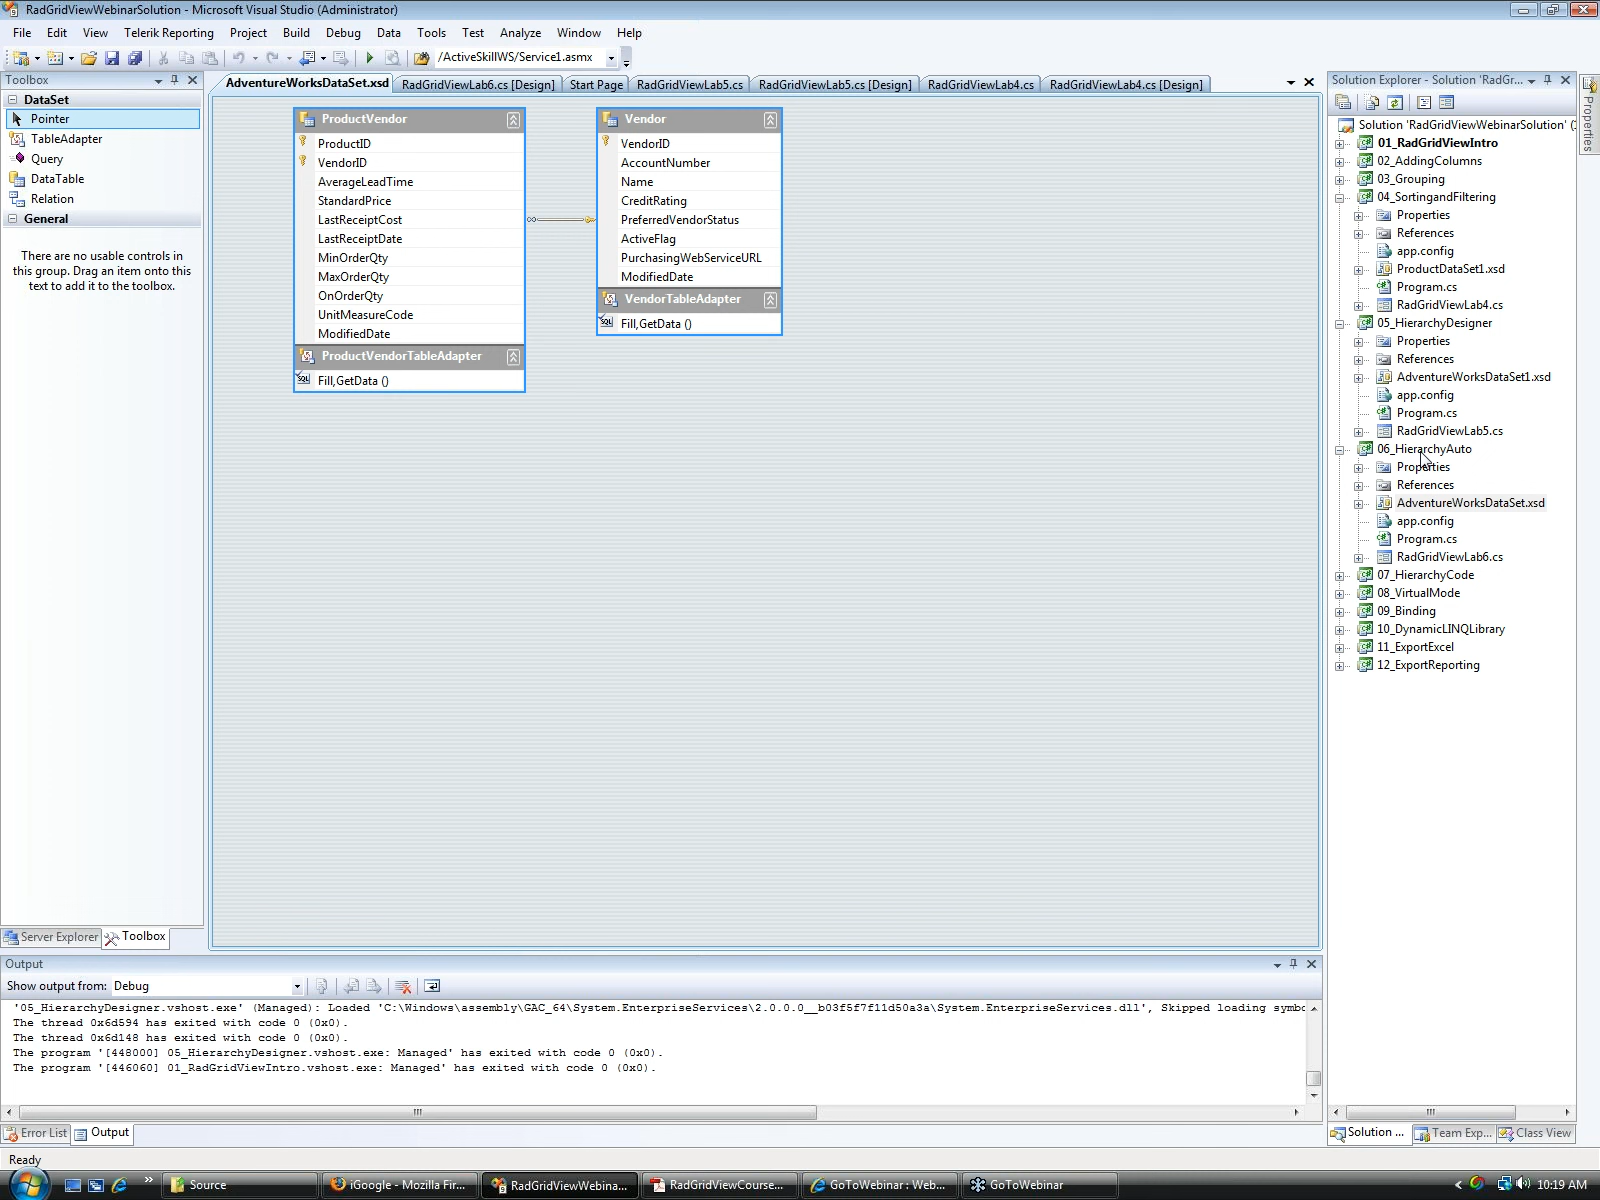 RadGridViewWebinarSolution - Microsoft Visual Studio (Administrator)
File Edit View Telerik Reporting Project Build Debug Data Tools Test Analyze Window Help
/ActiveSkillWS/Service1.asmx
Toolbox
DataSet
Pointer
TableAdapter
Query
DataTable
Relation
General
There are no usable controls in
this group. Drag an item onto this
text to add it to the toolbox.
Server Explorer Toolbox
AdventureWorksDataSet.xsd RadGridViewLab6.cs [Design] Start Page RadGridViewLab5.cs RadGridViewLab5.cs [Design] RadGridViewLab4.cs RadGridViewLab4.cs [Design]
ProductVendor
ProductID
VendorID
AverageLeadTime
StandardPrice
LastReceiptCost
LastReceiptDate
MinOrderQty
MaxOrderQty
OnOrderQty
UnitMeasureCode
ModifiedDate
ProductVendorTableAdapter
SQL Fill,GetData ()
Vendor
VendorID
AccountNumber
Name
CreditRating
PreferredVendorStatus
ActiveFlag
PurchasingWebServiceURL
ModifiedDate
VendorTableAdapter
SQL Fill,GetData ()
Solution Explorer - Solution 'RadGr...
Solution 'RadGridViewWebinarSolution' (
01_RadGridViewIntro
02_AddingColumns
03_Grouping
04_SortingandFiltering
Properties
References
app.config
ProductDataSet1.xsd
Program.cs
RadGridViewLab4.cs
05_HierarchyDesigner
Properties
References
AdventureWorksDataSet1.xsd
app.config
Program.cs
RadGridViewLab5.cs
06_HierarchyAuto
Properties
References
AdventureWorksDataSet.xsd
app.config
Program.cs
RadGridViewLab6.cs
07_HierarchyCode
08_VirtualMode
09_Binding
10_DynamicLINQLibrary
11_ExportExcel
12_ExportReporting
Solution ... Team Exp... Class View
Properties
Output
Show output from: Debug
'05_HierarchyDesigner.vshost.exe' (Managed): Loaded 'C:\Windows\assembly\GAC_64\System.EnterpriseServices\2.0.0.0__b03f5f7f11d50a3a\System.EnterpriseServices.dll', Skipped loading symbo
The thread 0x6d594 has exited with code 0 (0x0).
The thread 0x6d148 has exited with code 0 (0x0).
The program '[448000] 05_HierarchyDesigner.vshost.exe: Managed' has exited with code 0 (0x0).
The program '[446060] 01_RadGridViewIntro.vshost.exe: Managed' has exited with code 0 (0x0).
Error List Output
Ready
Source iGoogle - Mozilla Fir... RadGridViewWebina... RadGridViewCourse... GoToWebinar : Web... GoToWebinar 10:19 AM